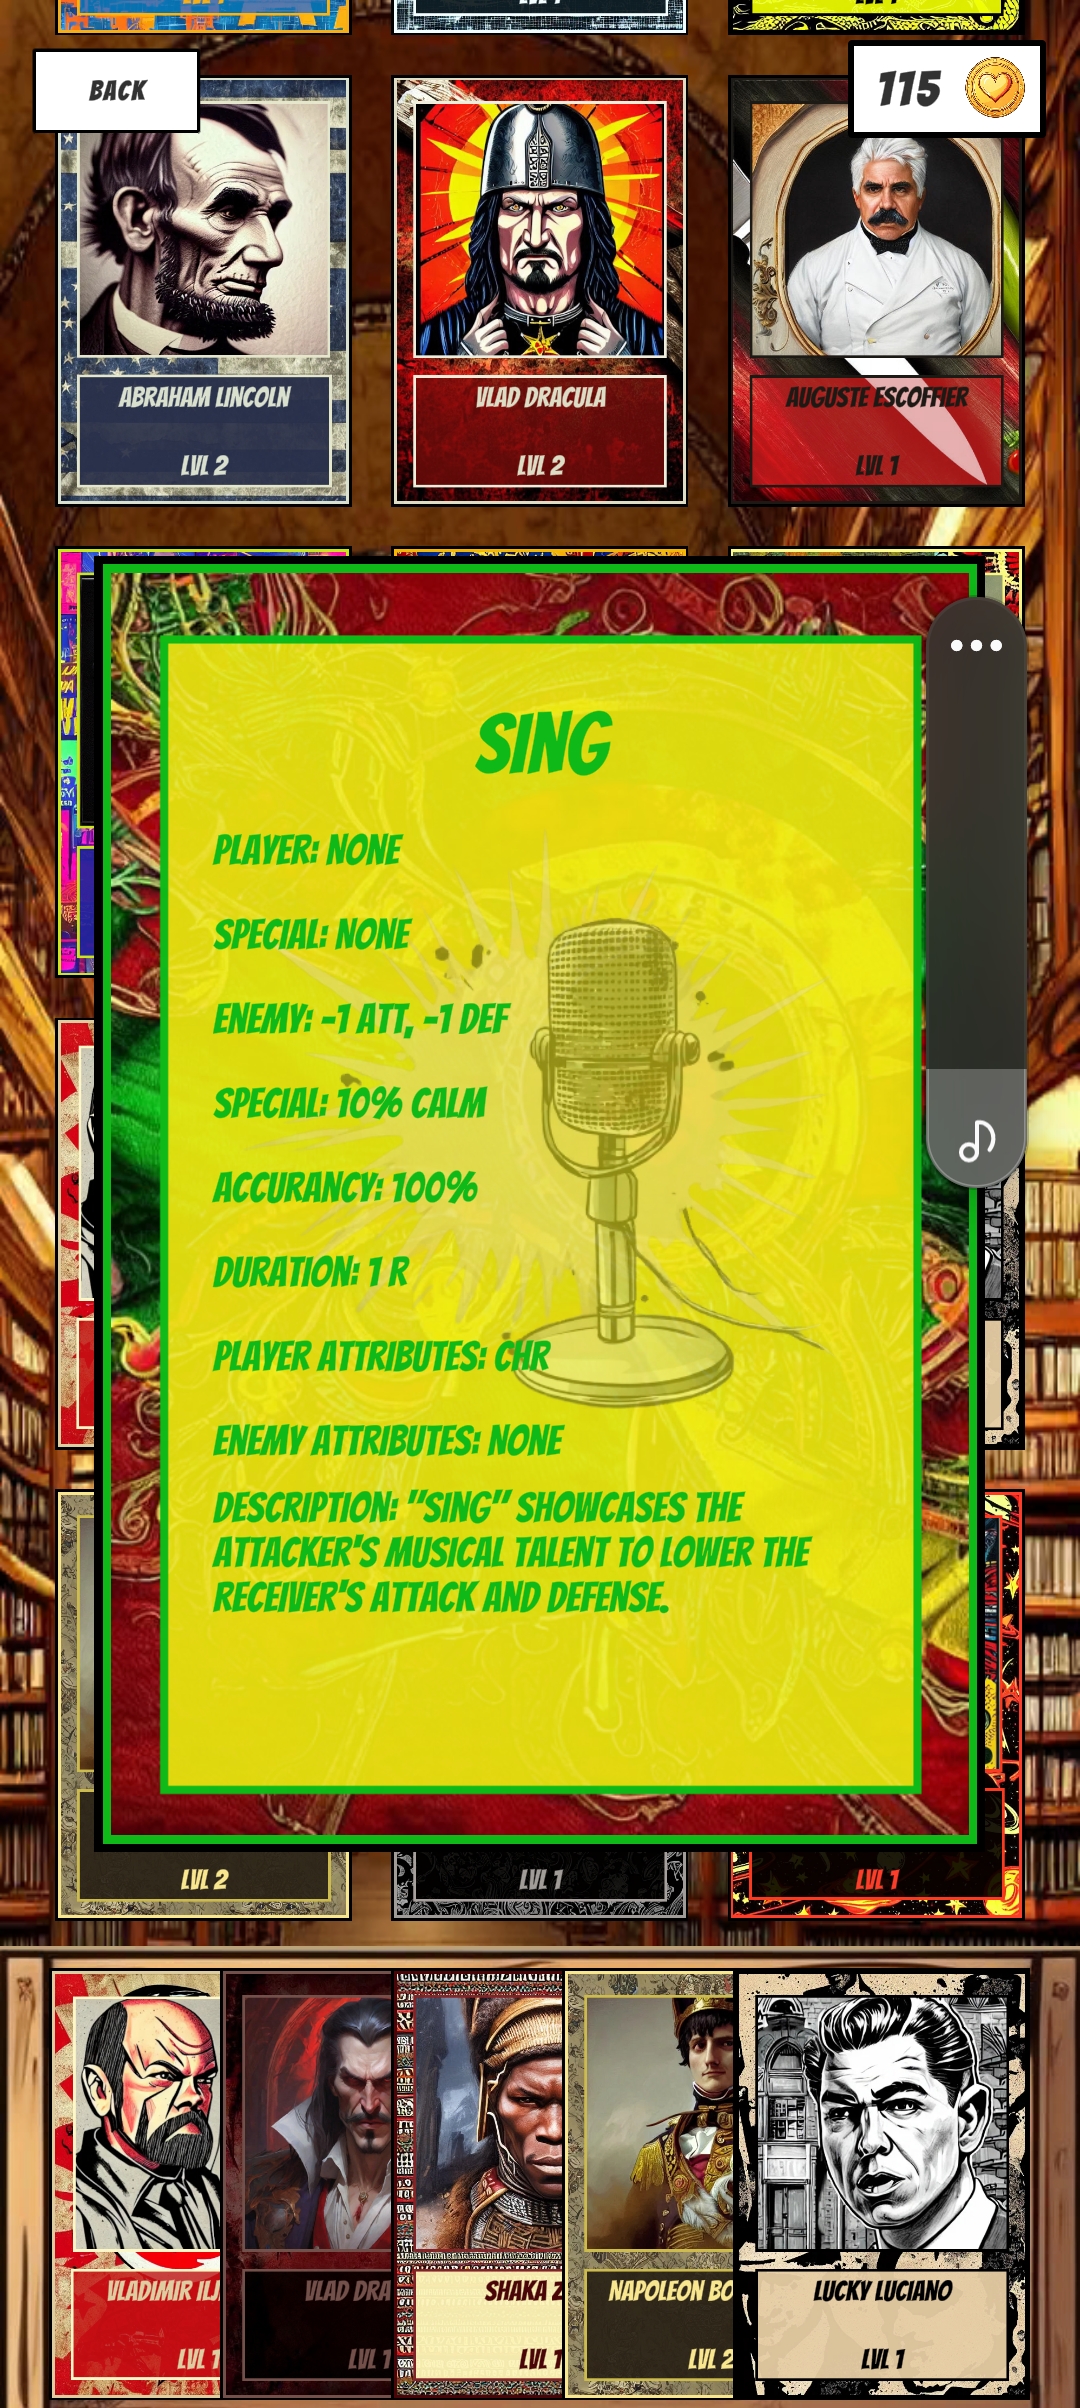 BACK
115
ABRAHAM LINCOLN
LVL 2
VLAD DRACULA
LVL 2
AUGUSTE ESCOFFIER
LVL 1
SING
PLAYER: NONE
SPECIAL: NONE
ENEMY: -1 ATT, -1 DEF
SPECIAL: 10% CALM
ACCURANCY: 100%
DURATION: 1 R
PLAYER ATTRIBUTES: CHR
ENEMY ATTRIBUTES: NONE
DESCRIPTION: "SING" SHOWCASES THE
ATTACKER'S MUSICAL TALENT TO LOWER THE
RECEIVER'S ATTACK AND DEFENSE.
LVL 2
LVL 1
LVL 1
VLADIMIR ILJ
LVL 1
VLAD DRA
LVL 1
SHAKA Z
LVL 1
NAPOLEON BO
LVL 2
LUCKY LUCIANO
LVL 1